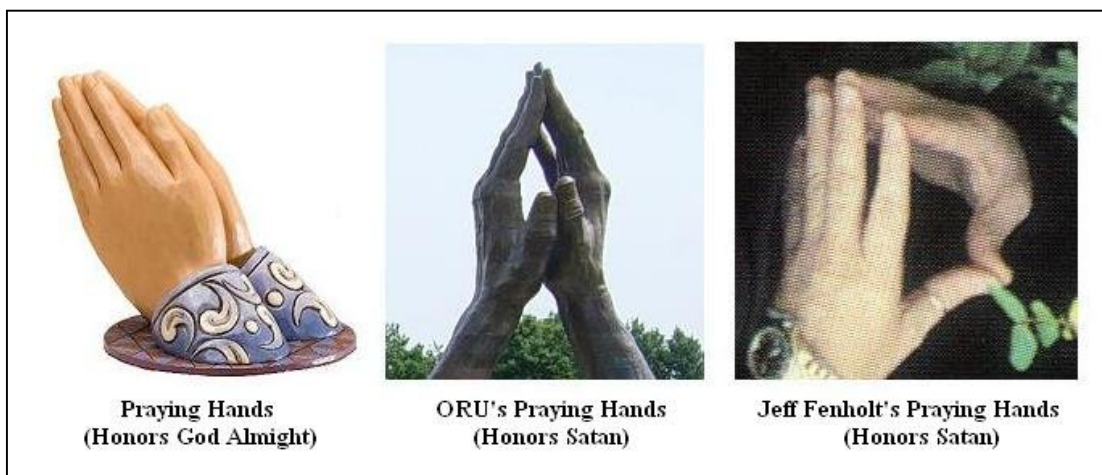 Praying Hands
(Honors God Almight)
ORU's Praying Hands
(Honors Satan)
Jeff Fenholt's Praying Hands
(Honors Satan)